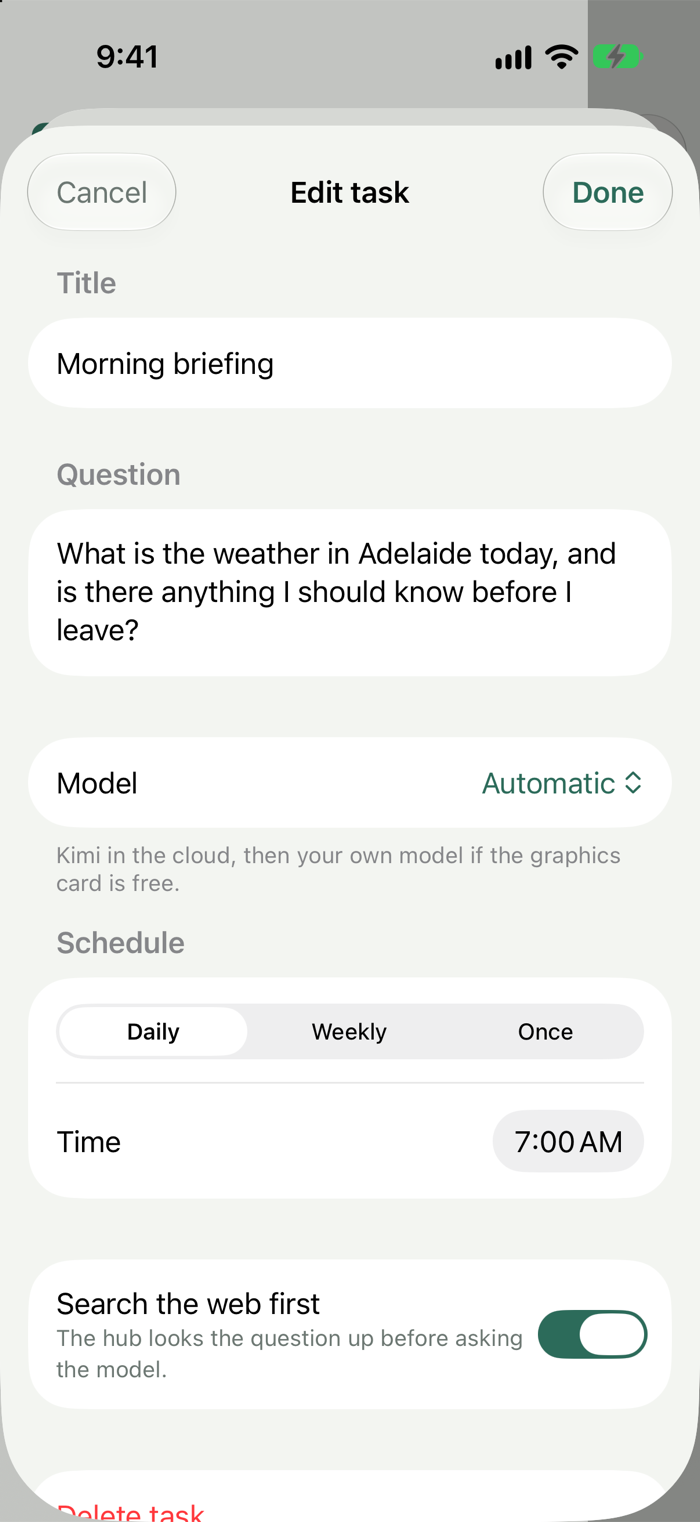 9:41
Cancel
Edit task
Done
Title
Morning briefing
Question
What is the weather in Adelaide today, and
is there anything I should know before I
leave?
Model
Automatic
Kimi in the cloud, then your own model if the graphics
card is free.
Schedule
Daily
Weekly
Once
Time
7:00 AM
Search the web first
The hub looks the question up before asking
the model.
Delete task